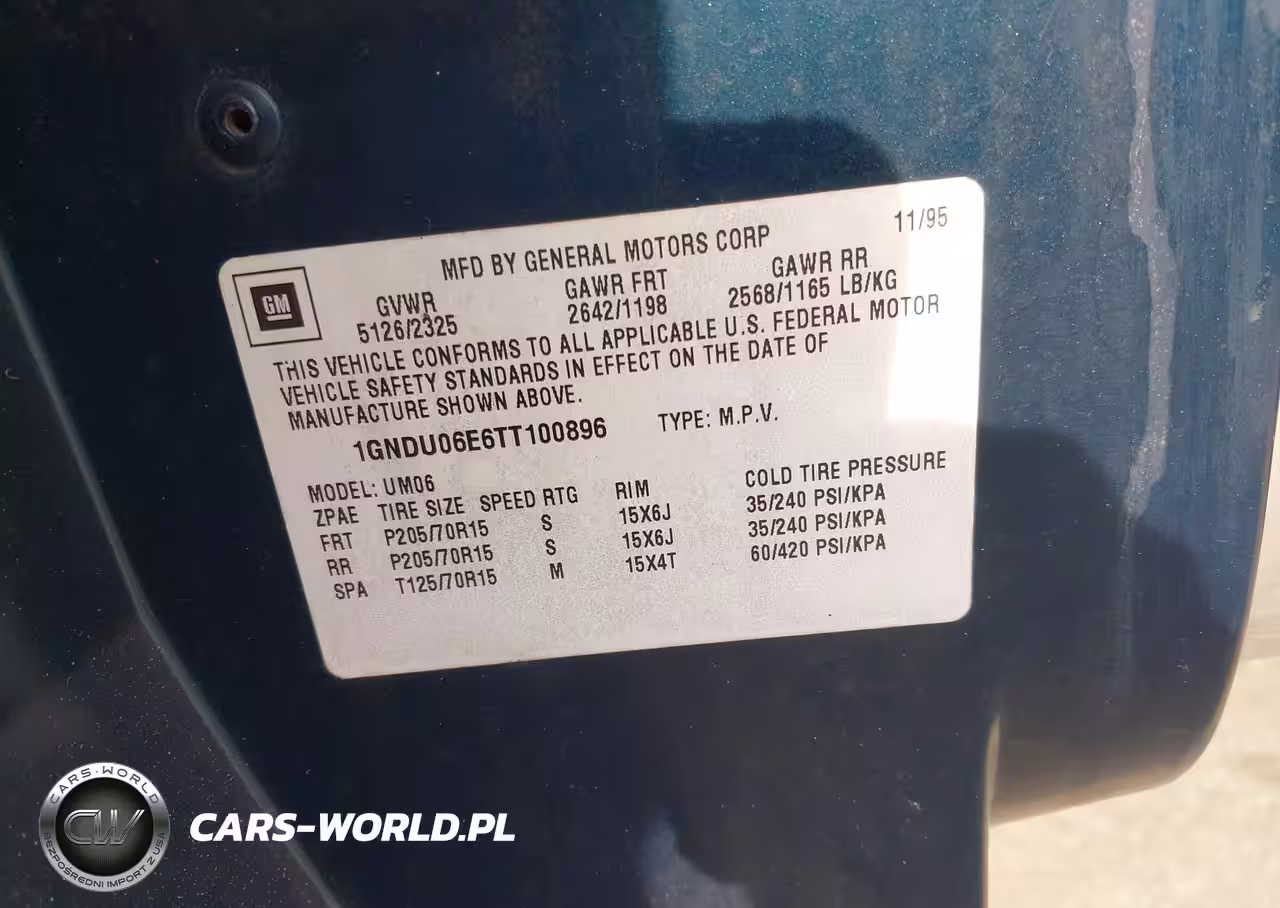 11/95
MFD BY GENERAL MOTORS CORP
GM
GVWR GAWR FRT GAWR RR
5126/2325 2642/1198 2568/1165 LB/KG
THIS VEHICLE CONFORMS TO ALL APPLICABLE U.S. FEDERAL MOTOR
VEHICLE SAFETY STANDARDS IN EFFECT ON THE DATE OF
MANUFACTURE SHOWN ABOVE.
1GNDU06E6TT100896 TYPE: M.P.V.
MODEL: UM06
ZPAE TIRE SIZE SPEED RTG RIM COLD TIRE PRESSURE
FRT P205/70R15 S 15X6J 35/240 PSI/KPA
RR P205/70R15 S 15X6J 35/240 PSI/KPA
SPA T125/70R15 M 15X4T 60/420 PSI/KPA
CARS-WORLD
CW
BEZPOŚREDNI IMPORT Z USA
CARS-WORLD.PL